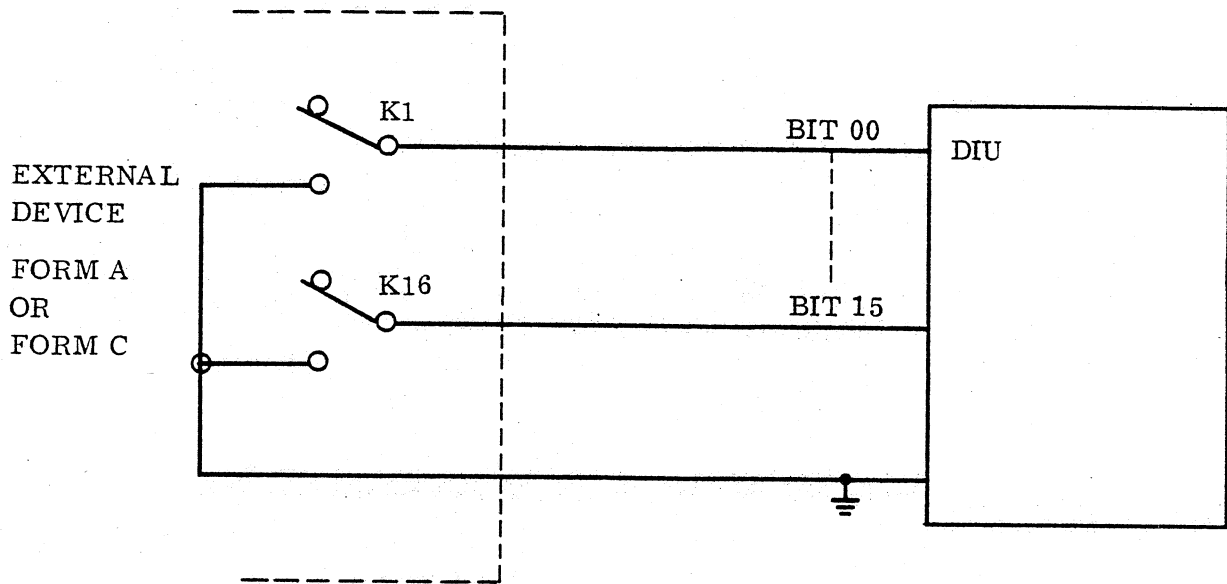 K1
BIT 00
DIU
EXTERNAL
DEVICE
FORM A
OR
FORM C
K16
BIT 15